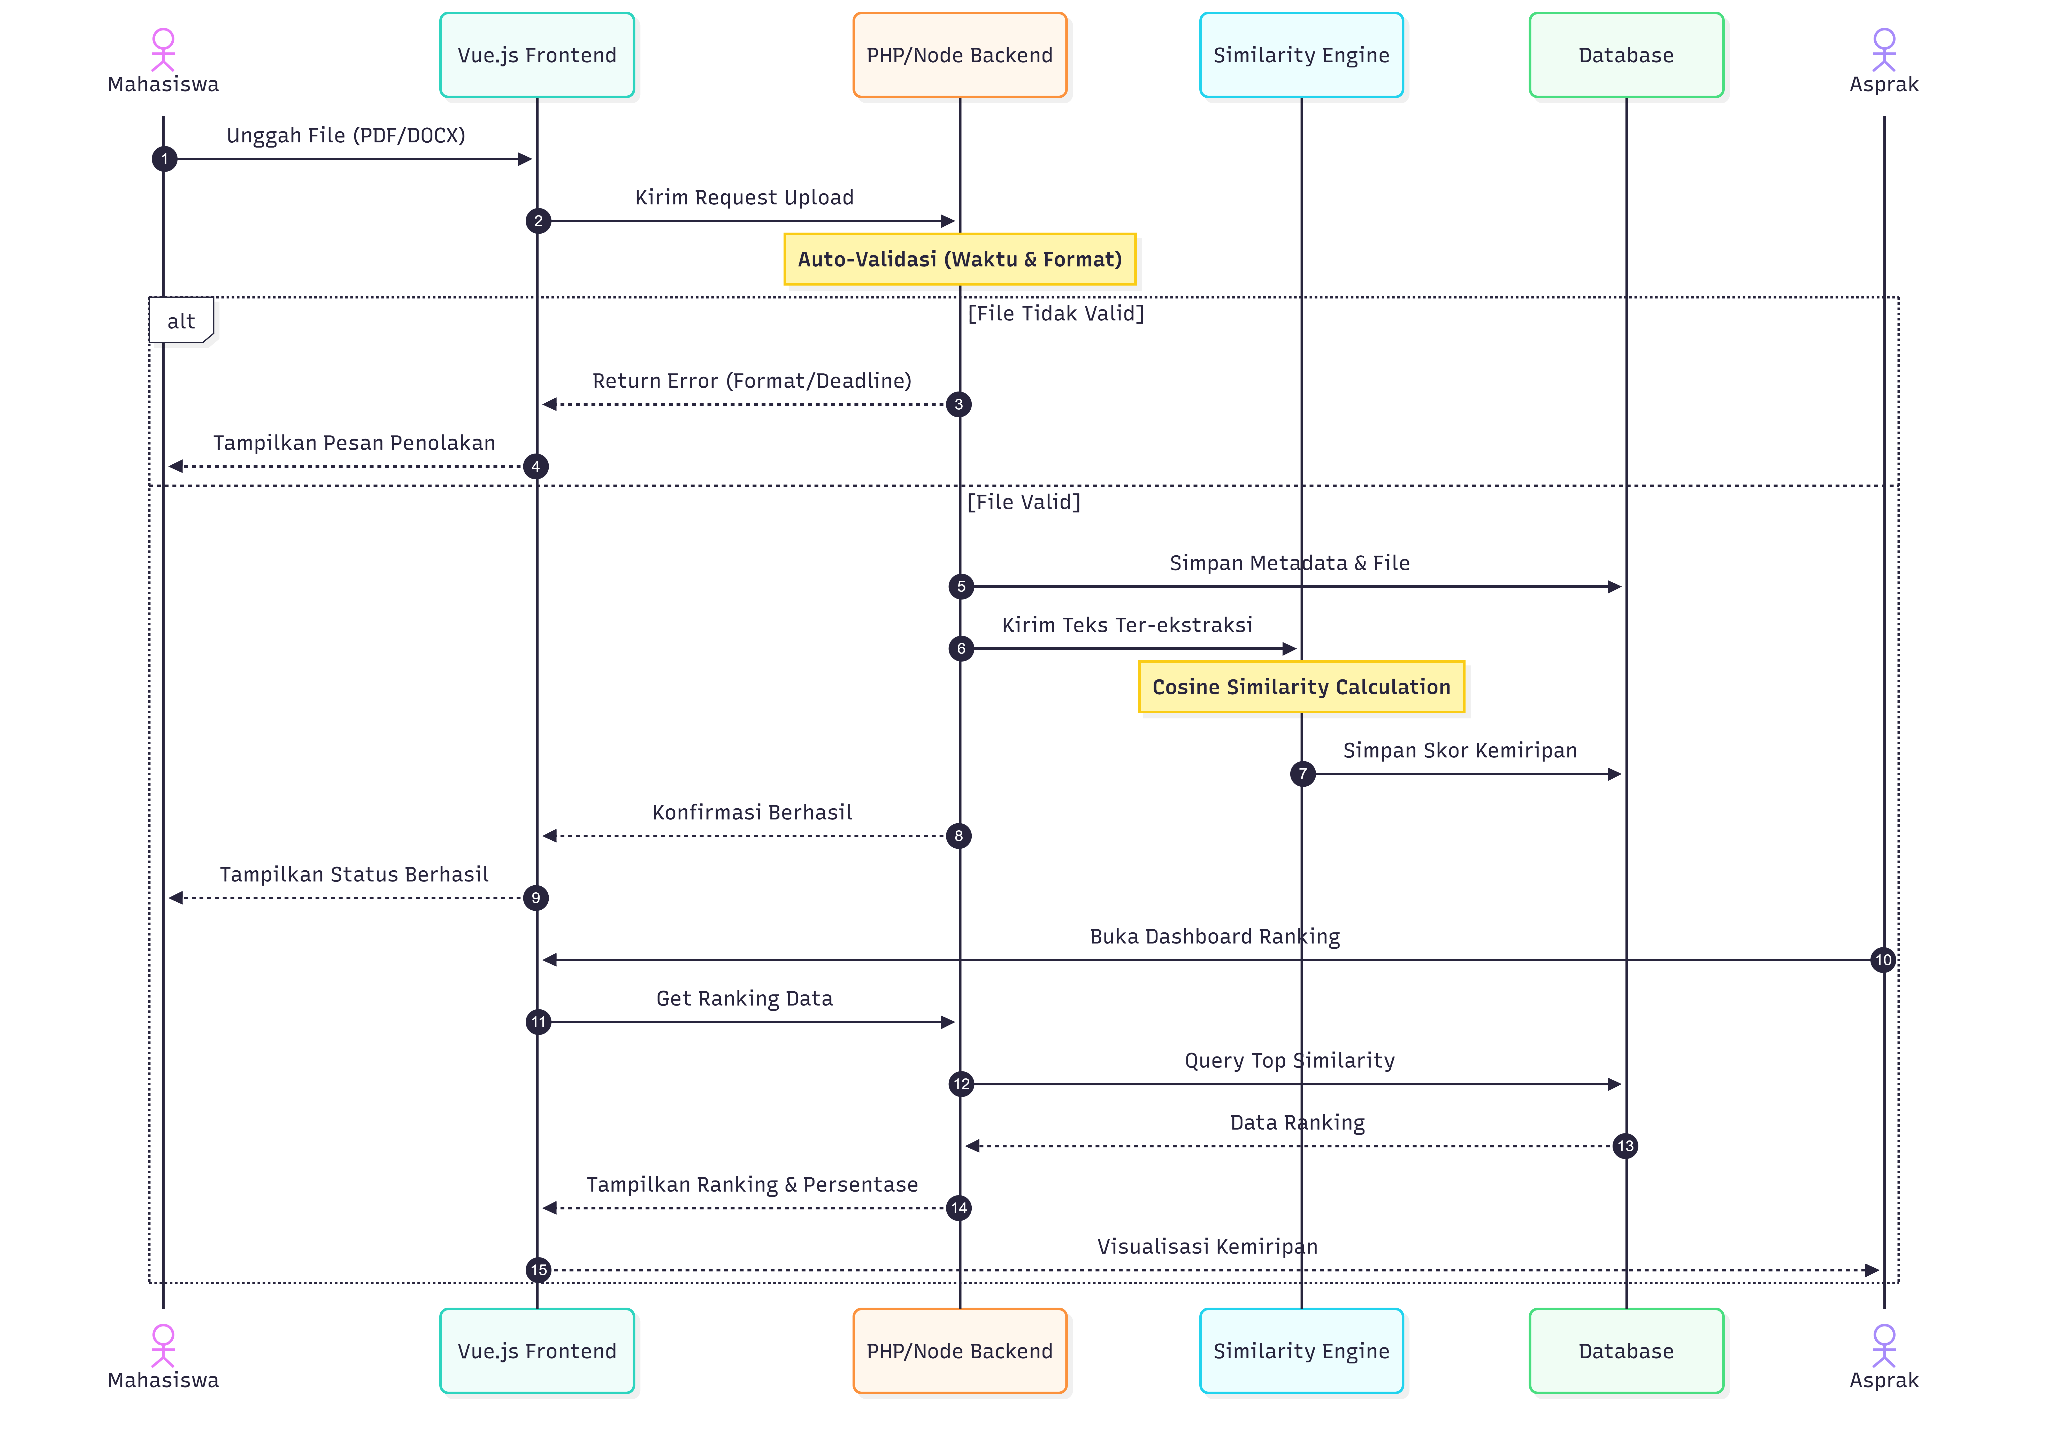 Mahasiswa
Vue.js Frontend
PHP/Node Backend
Similarity Engine
Database
Asprak
Unggah File (PDF/DOCX)
1
Kirim Request Upload
2
Auto-Validasi (Waktu & Format)
alt
[File Tidak Valid]
Return Error (Format/Deadline)
3
Tampilkan Pesan Penolakan
4
[File Valid]
Simpan Metadata & File
5
Kirim Teks Ter-ekstraksi
6
Cosine Similarity Calculation
Simpan Skor Kemiripan
7
Konfirmasi Berhasil
8
Tampilkan Status Berhasil
9
Buka Dashboard Ranking
10
Get Ranking Data
11
Query Top Similarity
12
Data Ranking
13
Tampilkan Ranking & Persentase
14
Visualisasi Kemiripan
15
Mahasiswa
Vue.js Frontend
PHP/Node Backend
Similarity Engine
Database
Asprak